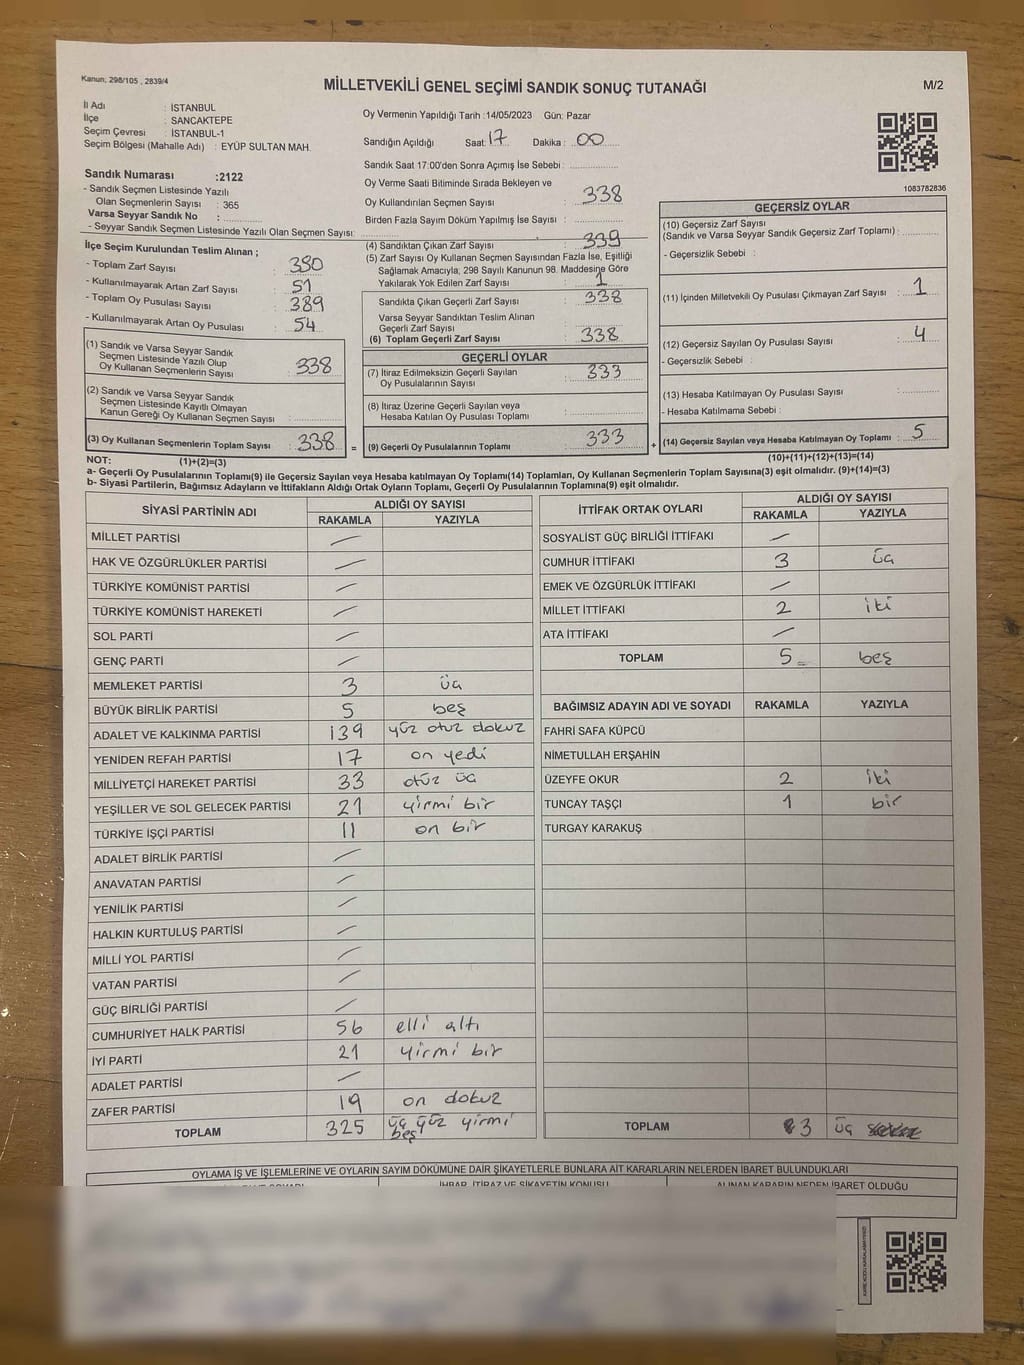 Kanun; 298/105 , 2839/4
MİLLETVEKİLİ GENEL SEÇİMİ SANDIK SONUÇ TUTANAĞI
M/2
İl Adı : İSTANBUL
İlçe : SANCAKTEPE
Seçim Çevresi : İSTANBUL-1
Seçim Bölgesi (Mahalle Adı) : EYÜP SULTAN MAH.
Sandık Numarası :2122
- Sandık Seçmen Listesinde Yazılı
Olan Seçmenlerin Sayısı : 365
Varsa Seyyar Sandık No :
- Seyyar Sandık Seçmen Listesinde Yazılı Olan Seçmen Sayısı:
Oy Vermenin Yapıldığı Tarih :14/05/2023 Gün: Pazar
Sandığın Açıldığı Saat: 17 Dakika : 00
Sandık Saat 17:00'den Sonra Açımış İse Sebebi :
Oy Verme Saati Bitiminde Sırada Bekleyen ve
Oy Kullandırılan Seçmen Sayısı : 338
Birden Fazla Sayım Döküm Yapılmış İse Sayısı :
1083782836
İlçe Seçim Kurulundan Teslim Alınan ;
- Toplam Zarf Sayısı : 380
- Kullanılmayarak Artan Zarf Sayısı : 51
- Toplam Oy Pusulası Sayısı : 389
- Kullanılmayarak Artan Oy Pusulası : 54
(1) Sandık ve Varsa Seyyar Sandık
Seçmen Listesinde Yazılı Olup
Oy Kullanan Seçmenlerin Sayısı : 338
(2) Sandık ve Varsa Seyyar Sandık
Seçmen Listesinde Kayıtlı Olmayan
Kanun Gereği Oy Kullanan Seçmen Sayısı :
(3) Oy Kullanan Seçmenlerin Toplam Sayısı : 338
(4) Sandıktan Çıkan Zarf Sayısı : 339
(5) Zarf Sayısı Oy Kullanan Seçmen Sayısından Fazla İse, Eşitliği
Sağlamak Amacıyla, 298 Sayılı Kanunun 98. Maddesine Göre
Yakılarak Yok Edilen Zarf Sayısı : 1
Sandıkta Çıkan Geçerli Zarf Sayısı : 338
Varsa Seyyar Sandıktan Teslim Alınan
Geçerli Zarf Sayısı :
(6) Toplam Geçerli Zarf Sayısı : 338
GEÇERLİ OYLAR
(7) İtiraz Edilmeksizin Geçerli Sayılan
Oy Pusulalarının Sayısı : 333
(8) İtiraz Üzerine Geçerli Sayılan veya
Hesaba Katılan Oy Pusulası Toplamı :
= (9) Geçerli Oy Pusulalarının Toplamı : 333
GEÇERSİZ OYLAR
(10) Geçersiz Zarf Sayısı
(Sandık ve Varsa Seyyar Sandık Geçersiz Zarf Toplamı) :
- Geçersizlik Sebebi :
(11) İçinden Milletvekili Oy Pusulası Çıkmayan Zarf Sayısı : 1
(12) Geçersiz Sayılan Oy Pusulası Sayısı : 4
- Geçersizlik Sebebi :
(13) Hesaba Katılmayan Oy Pusulası Sayısı :
- Hesaba Katılmama Sebebi :
+ (14) Geçersiz Sayılan veya Hesaba Katılmayan Oy Toplamı : 5
NOT: (1)+(2)=(3)
(10)+(11)+(12)+(13)=(14)
a- Geçerli Oy Pusulalarının Toplamı(9) ile Geçersiz Sayılan veya Hesaba katılmayan Oy Toplamı(14) Toplamları, Oy Kullanan Seçmenlerin Toplam Sayısına(3) eşit olmalıdır. (9)+(14)=(3)
b- Siyasi Partilerin, Bağımsız Adayların ve İttifakların Aldığı Ortak Oyların Toplamı, Geçerli Oy Pusulalarının Toplamına(9) eşit olmalıdır.
SİYASİ PARTİNİN ADI ALDIĞI OY SAYISI
RAKAMLA YAZIYLA
MİLLET PARTİSI —
HAK VE ÖZGÜRLÜKLER PARTİSİ —
TÜRKİYE KOMÜNİST PARTİSİ —
TÜRKİYE KOMÜNİST HAREKETİ —
SOL PARTİ —
GENÇ PARTİ —
MEMLEKET PARTİSİ 3 üç
BÜYÜK BİRLİK PARTİSİ 5 beş
ADALET VE KALKINMA PARTİSİ 139 yüz otuz dokuz
YENİDEN REFAH PARTİSİ 17 on yedi
MİLLİYETÇİ HAREKET PARTİSİ 33 otuz üç
YEŞİLLER VE SOL GELECEK PARTİSİ 21 yirmi bir
TÜRKİYE İŞÇİ PARTİSİ 11 on bir
ADALET BİRLİK PARTİSİ —
ANAVATAN PARTİSİ —
YENİLİK PARTİSİ —
HALKIN KURTULUŞ PARTİSİ —
MİLLİ YOL PARTİSİ —
VATAN PARTİSİ —
GÜÇ BİRLİĞİ PARTİSİ —
CUMHURİYET HALK PARTİSİ 56 elli altı
İYİ PARTİ 21 yirmi bir
ADALET PARTİSİ —
ZAFER PARTİSİ 19 on dokuz
TOPLAM 325 üç yüz yirmi
beş
İTTİFAK ORTAK OYLARI ALDIĞI OY SAYISI
RAKAMLA YAZIYLA
SOSYALİST GÜÇ BİRLİĞİ İTTİFAKI —
CUMHUR İTTİFAKI 3 üç
EMEK VE ÖZGÜRLÜK İTTİFAKI —
MİLLET İTTİFAKI 2 iki
ATA İTTİFAKI —
TOPLAM 5 beş
BAĞIMSIZ ADAYIN ADI VE SOYADI RAKAMLA YAZIYLA
FAHRİ SAFA KÜPCÜ
NİMETULLAH ERŞAHİN
ÜZEYFE OKUR 2 iki
TUNCAY TAŞÇI 1 bir
TURGAY KARAKUŞ
TOPLAM 3 üç
OYLAMA İŞ VE İŞLEMLERİNE VE OYLARIN SAYIM DÖKÜMÜNE DAİR ŞİKAYETLERLE BUNLARA AİT KARARLARIN NELERDEN İBARET BULUNDUKLARI
İHBAR, İTİRAZ VE ŞİKAYETİN KONUSU ALINAN KARARIN NEDEN İBARET OLDUĞU